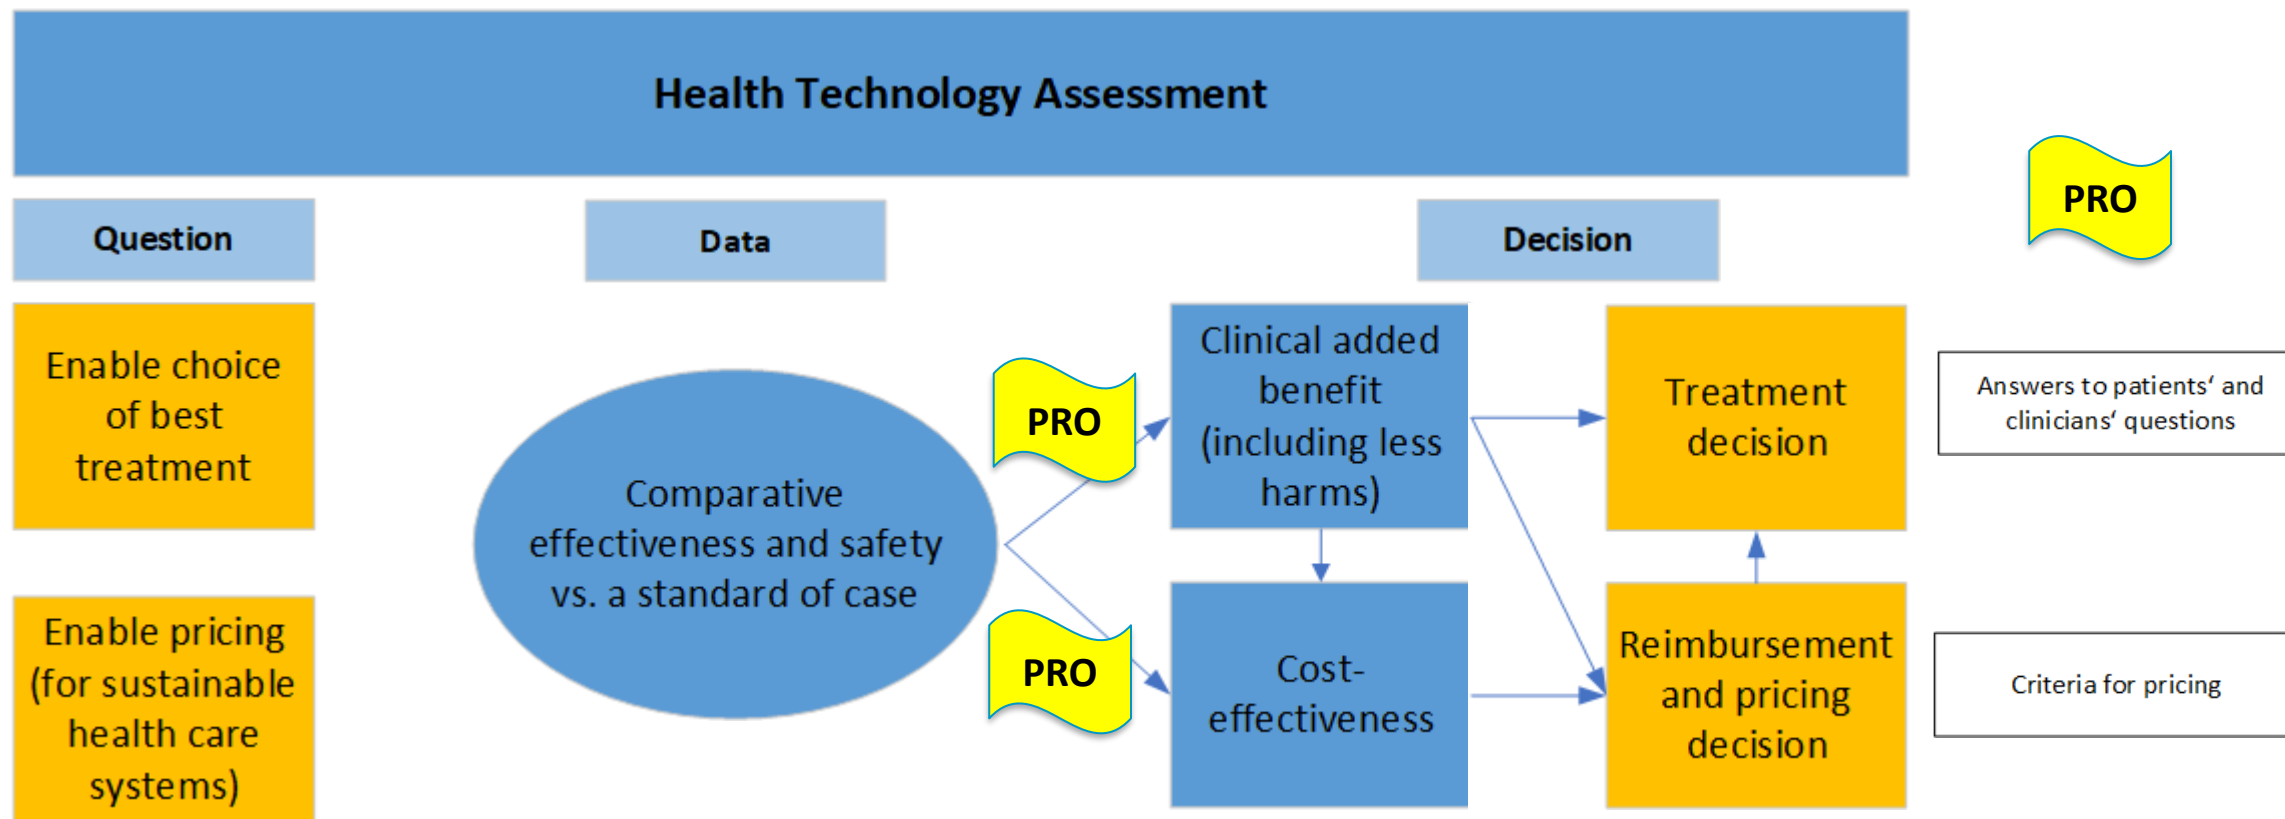 Health Technology Assessment
PRO
Question
Data
Decision
Enable choice
of best
treatment
Enable pricing
(for sustainable
health care
systems)
Comparative
effectiveness and safety
vs. a standard of case
PRO
PRO
Clinical added
benefit
(including less
harms)
Cost-
effectiveness
Treatment
decision
Reimbursement
and pricing
decision
Answers to patients‘ and
clinicians‘ questions
Criteria for pricing